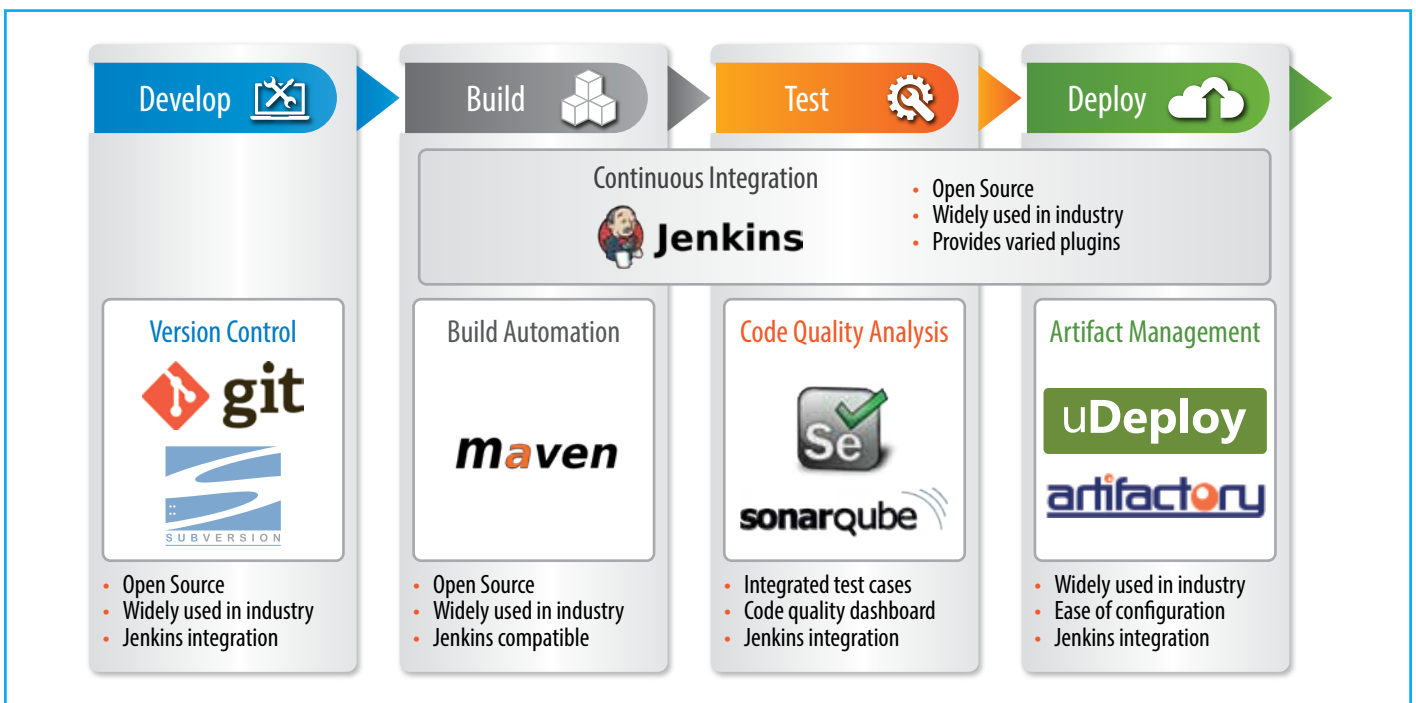 Develop
Build
Test
Deploy
Continuous Integration
Jenkins
• Open Source
• Widely used in industry
• Provides varied plugins
Version Control
git
SUBVERSION
• Open Source
• Widely used in industry
• Jenkins integration
Build Automation
maven
• Open Source
• Widely used in industry
• Jenkins compatible
Code Quality Analysis
Se
sonarqube
• Integrated test cases
• Code quality dashboard
• Jenkins integration
Artifact Management
uDeploy
artifactory
• Widely used in industry
• Ease of configuration
• Jenkins integration